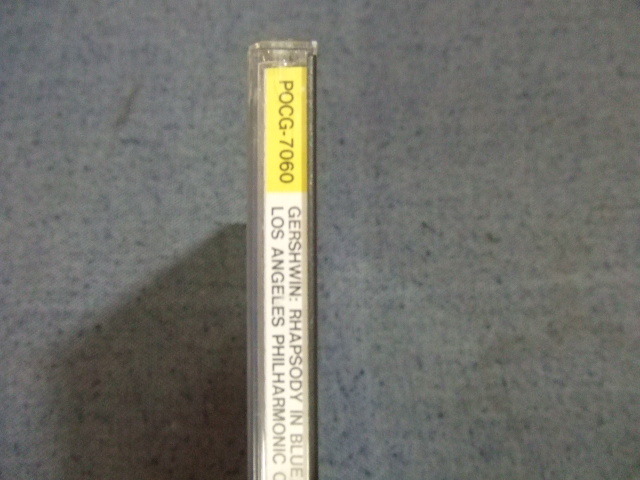 POCG-7060
GERSHWIN: RHAPSODY IN BLUE
LOS ANGELES PHILHARMONIC